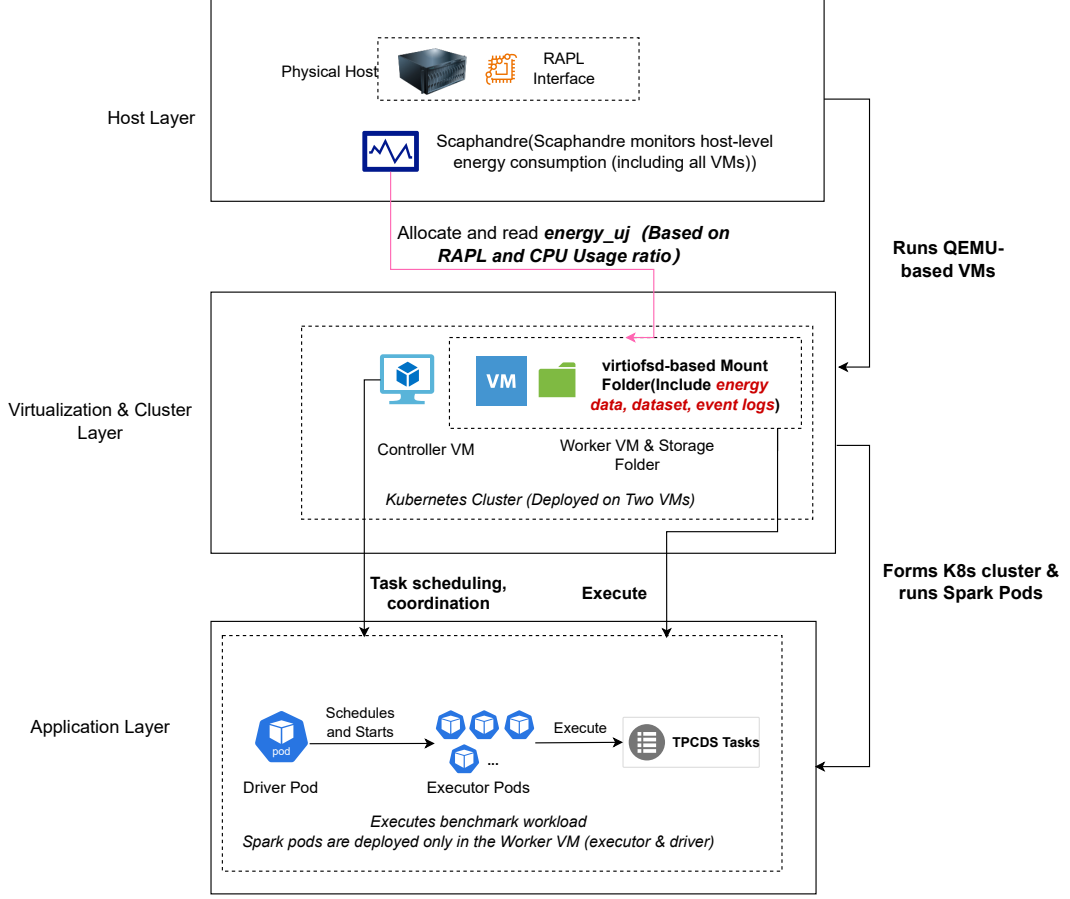 Physical Host
RAPL
Interface
Host Layer
Scaphandre(Scaphandre monitors host-level
energy consumption (including all VMs))
Allocate and read energy_uj（Based on
RAPL and CPU Usage ratio）
Runs QEMU-
based VMs
Virtualization & Cluster
Layer
VM
virtiofsd-based Mount
Folder(Include energy
data, dataset, event logs)
Controller VM
Worker VM & Storage
Folder
Kubernetes Cluster (Deployed on Two VMs)
Task scheduling,
coordination
Execute
Forms K8s cluster &
runs Spark Pods
Application Layer
pod
Driver Pod
Schedules
and Starts
...
Executor Pods
Execute
TPCDS Tasks
Executes benchmark workload
Spark pods are deployed only in the Worker VM (executor & driver)